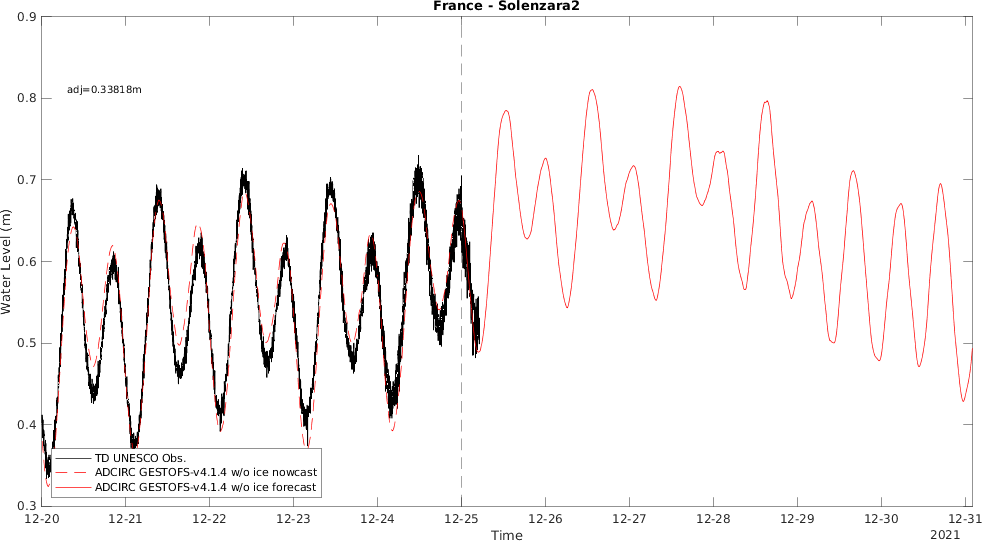 France - Solenzara2
adj=0.33818m
Water Level (m)
0.9
0.8
0.7
0.6
0.5
0.4
0.3
TD UNESCO Obs.
ADCIRC GESTOFS-v4.1.4 w/o ice nowcast
ADCIRC GESTOFS-v4.1.4 w/o ice forecast
12-20 12-21 12-22 12-23 12-24 12-25 12-26 12-27 12-28 12-29 12-30 12-31
Time
2021